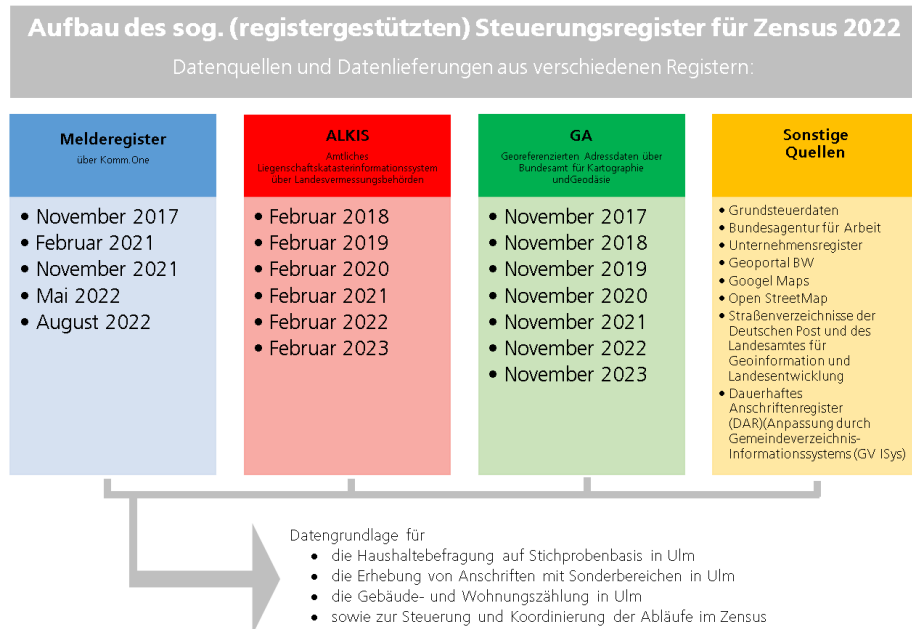 Aufbau des sog. (registergestützten) Steuerungsregister für Zensus 2022
Datenquellen und Datenlieferungen aus verschiedenen Registern:
Melderegister
über Komm.One
• November 2017
• Februar 2021
• November 2021
• Mai 2022
• August 2022
ALKIS
Amtliches
Liegenschaftskatasterinformationssystem
über Landesvermessungsbehörden
• Februar 2018
• Februar 2019
• Februar 2020
• Februar 2021
• Februar 2022
• Februar 2023
GA
Georeferenzierten Adressdaten über
Bundesamt für Kartographie
undGeodäsie
• November 2017
• November 2018
• November 2019
• November 2020
• November 2021
• November 2022
• November 2023
Sonstige
Quellen
• Grundsteuerdaten
• Bundesagentur für Arbeit
• Unternehmensregister
• Geoportal BW
• Googel Maps
• Open StreetMap
• Straßenverzeichnisse der
Deutschen Post und des
Landesamtes für
Geoinformation und
Landesentwicklung
• Dauerhaftes
Anschriftenregister
(DAR)(Anpassung durch
Gemeindeverzeichnis-
Informationssystems (GV ISys)
Datengrundlage für
• die Haushaltebefragung auf Stichprobenbasis in Ulm
• die Erhebung von Anschriften mit Sonderbereichen in Ulm
• die Gebäude- und Wohnungszählung in Ulm
• sowie zur Steuerung und Koordinierung der Abläufe im Zensus